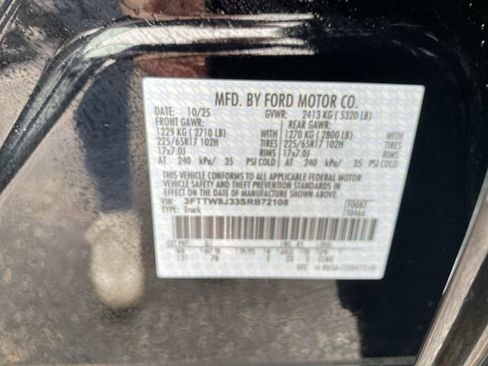 MFD. BY FORD MOTOR CO.
DATE: 10/25 GVWR: 2413 KG ( 5320 LB)
FRONT GAWR: REAR GAWR:
1229 KG ( 2710 LB) WITH 1270 KG ( 2800 LB) WITH
225/65R17 102H TIRES 225/65R17 102H TIRES
17x7.0J RIMS 17x7.0J RIMS
AT 240 kPa/ 35 PSI COLD AT 240 kPa/ 35 PSI COLD
THIS VEHICLE CONFORMS TO ALL APPLICABLE FEDERAL MOTOR
VEHICLE SAFETY AND THEFT PREVENTION STANDARDS IN
EFFECT ON THE DATE OF MANUFACTURE SHOWN ABOVE.
VIN: 3FTTW8J33SRB72108
TYPE: Truck